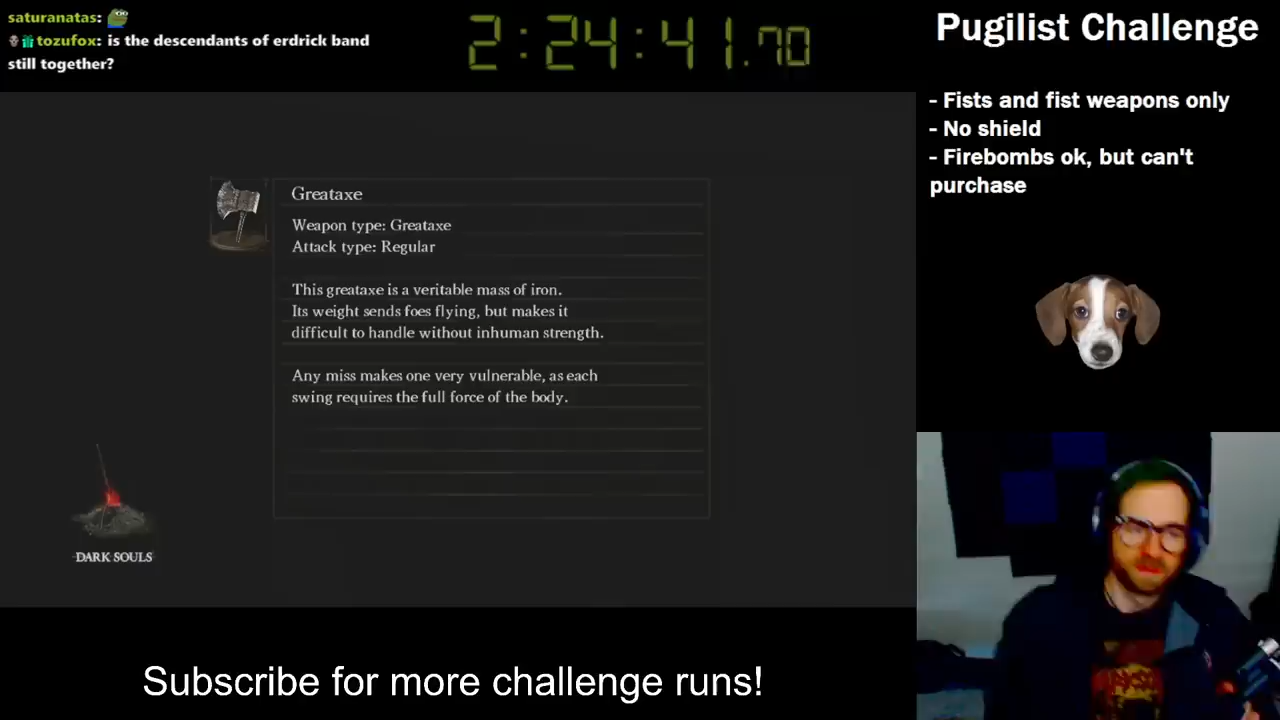 saturanatas:
tozufox: is the descendants of erdrick band
still together?
2:24:41.70
Pugilist Challenge
- Fists and fist weapons only
- No shield
- Firebombs ok, but can't
purchase
Greataxe
Weapon type: Greataxe
Attack type: Regular
This greataxe is a veritable mass of iron.
Its weight sends foes flying, but makes it
difficult to handle without inhuman strength.
Any miss makes one very vulnerable, as each
swing requires the full force of the body.
DARK SOULS
Subscribe for more challenge runs!